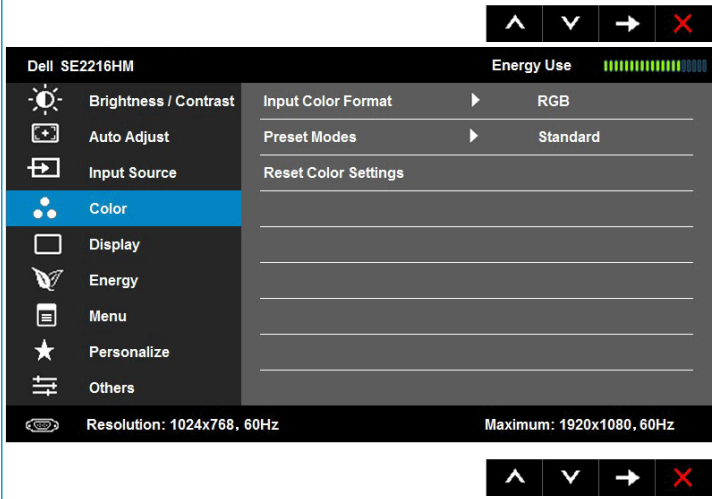 Dell SE2216HM Energy Use
Brightness / Contrast Input Color Format RGB
Auto Adjust Preset Modes Standard
Input Source Reset Color Settings
Color
Display
Energy
Menu
Personalize
Others
Resolution: 1024x768, 60Hz Maximum: 1920x1080, 60Hz